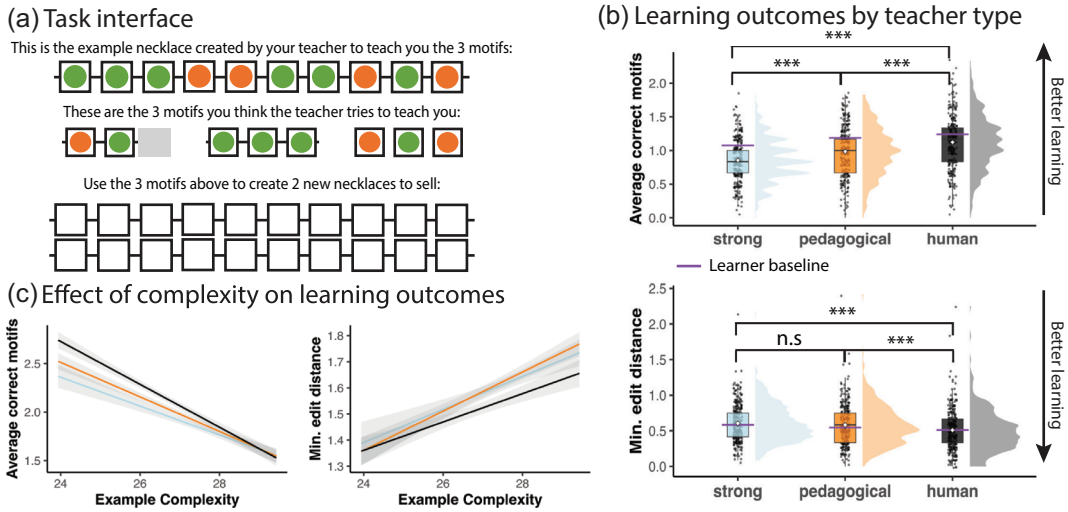 (a) Task interface
This is the example necklace created by your teacher to teach you the 3 motifs:
These are the 3 motifs you think the teacher tries to teach you:
Use the 3 motifs above to create 2 new necklaces to sell:
(b) Learning outcomes by teacher type
Average correct motifs
2.0
1.5
1.0
0.5
0.0
***
***
***
strong
pedagogical
human
Better learning
Learner baseline
Min. edit distance
2.5
2.0
1.5
1.0
0.5
0.0
***
n.s
***
strong
pedagogical
human
Better learning
(c) Effect of complexity on learning outcomes
Average correct motifs
2.5
2.0
1.5
24
26
28
Example Complexity
Min. edit distance
1.8
1.7
1.6
1.5
1.4
1.3
24
26
28
Example Complexity